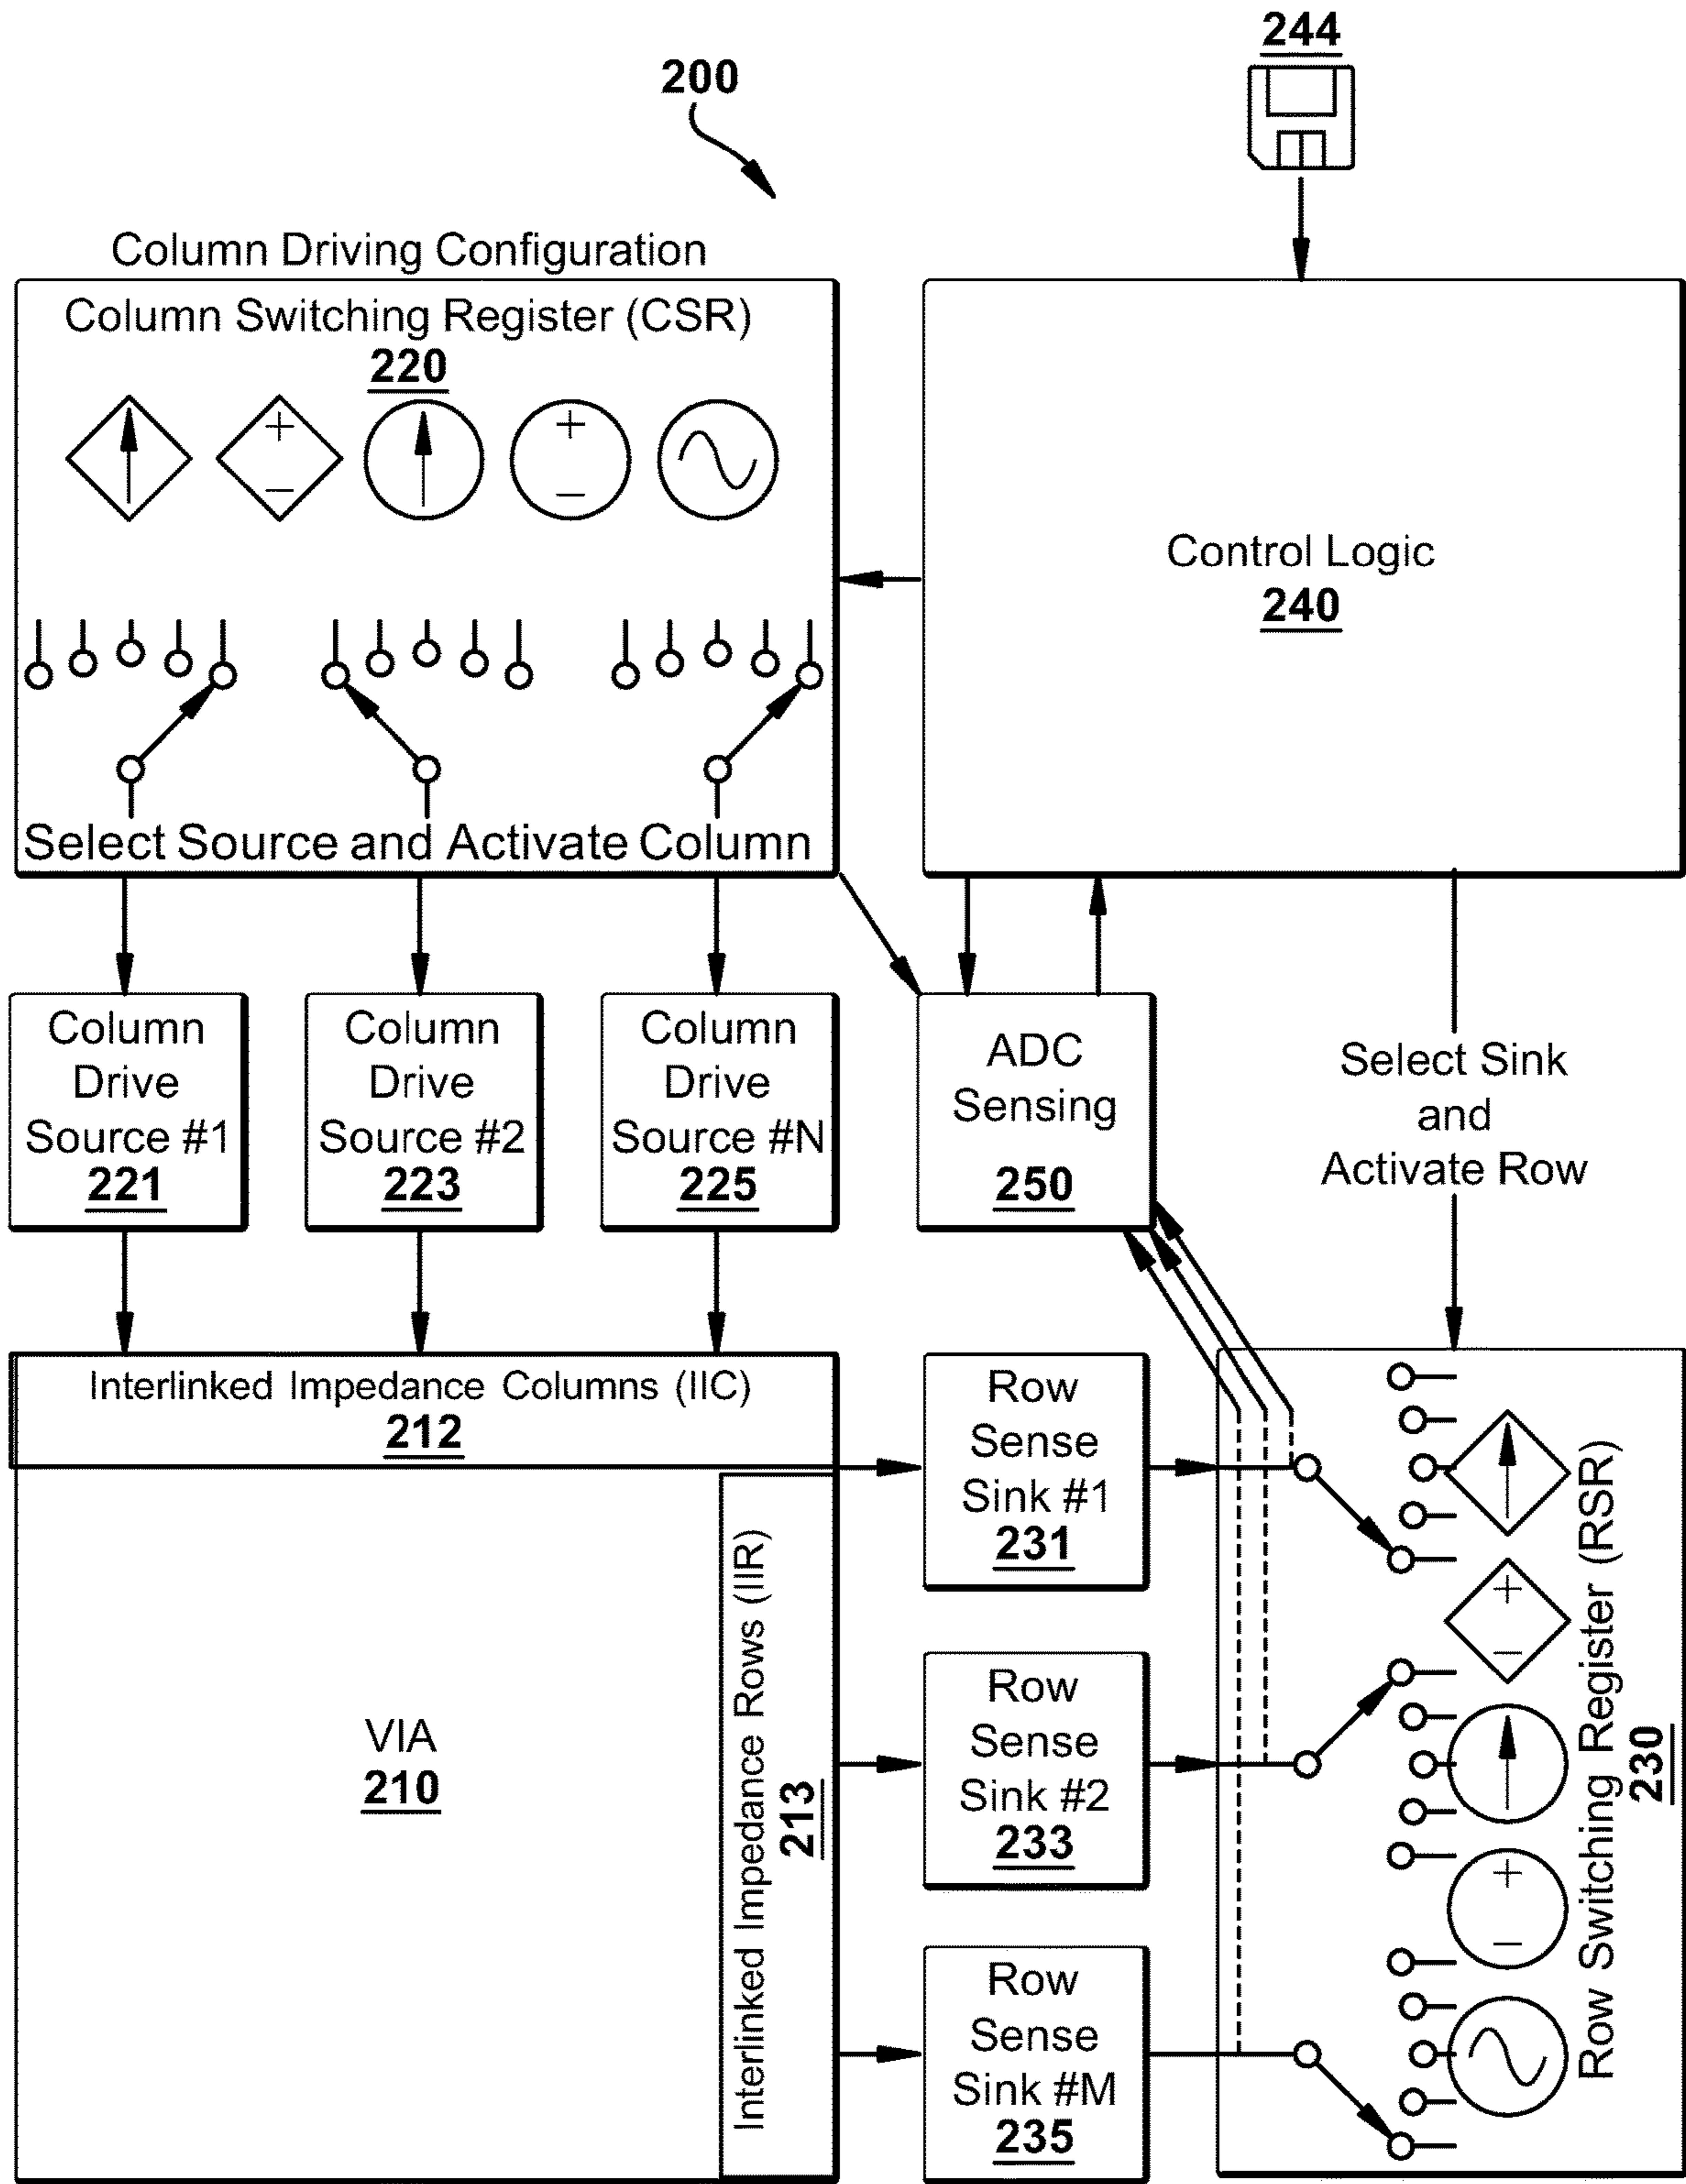 244
200
Column Driving Configuration
Column Switching Register (CSR)
220
+
−
+
−
Select Source and Activate Column
Control Logic
240
Column
Drive
Source #1
221
Column
Drive
Source #2
223
Column
Drive
Source #N
225
ADC
Sensing
250
Select Sink
and
Activate Row
Interlinked Impedance Columns (IIC)
212
VIA
210
Interlinked Impedance Rows (IIR)
213
Row
Sense
Sink #1
231
Row
Sense
Sink #2
233
Row
Sense
Sink #M
235
+
−
+
−
Row Switching Register (RSR)
230